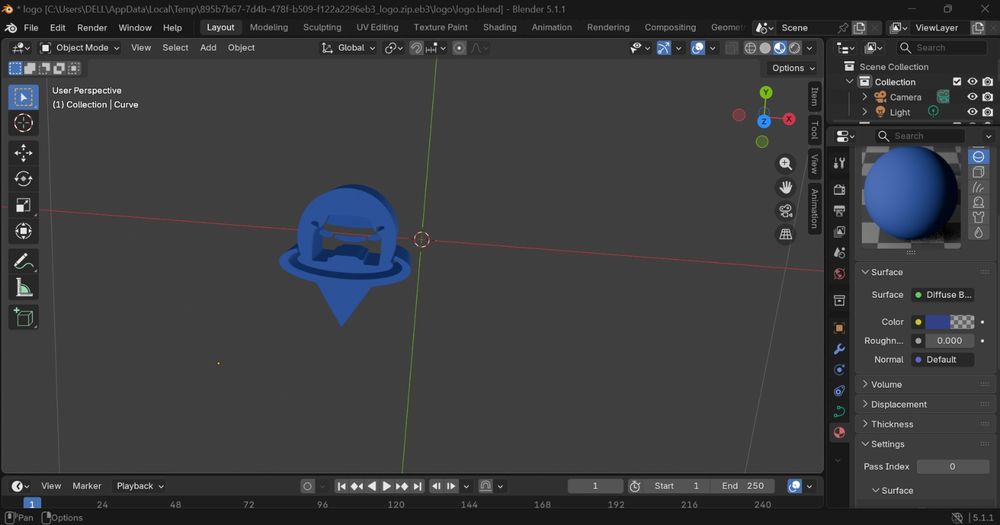 * logo [C:\Users\DELL\AppData\Local\Temp\895b7b67-7d4b-478f-b509-f122a2296eb3_logo.zip.eb3\logo\logo.blend] - Blender 5.1.1
File Edit Render Window Help Layout Modeling Sculpting UV Editing Texture Paint Shading Animation Rendering Compositing Geomet Scene ViewLayer
Object Mode View Select Add Object Global Search
Options
Scene Collection
Collection
Camera
Light
User Perspective
(1) Collection | Curve
Y
X
Z
Item
Tool
View
Animation
Search
Surface
Surface Diffuse B...
Color
Roughn... 0.000
Normal Default
Volume
Displacement
Thickness
Settings
Pass Index 0
Surface
View Marker Playback 1 Start 1 End 250
1 24 48 72 96 120 144 168 192 216 240
Pan Options 5.1.1